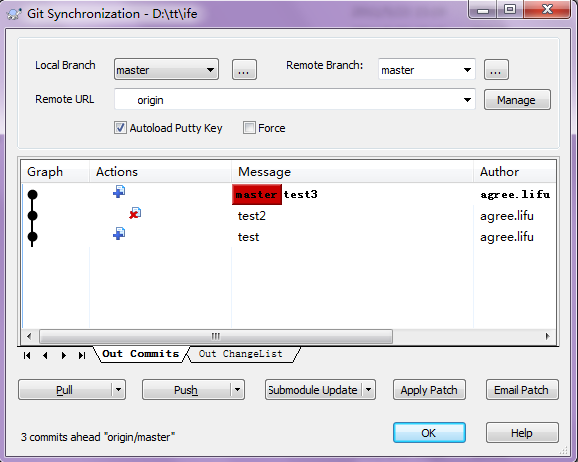 Git Synchronization - D:\tt\ife
Local Branch master ... Remote Branch: master ...
Remote URL origin Manage
Autoload Putty Key Force
Graph Actions Message Author
master test3 agree.lifu
test2 agree.lifu
test agree.lifu
Out Commits Out ChangeList
Pull Push Submodule Update Apply Patch Email Patch
3 commits ahead "origin/master" OK Help